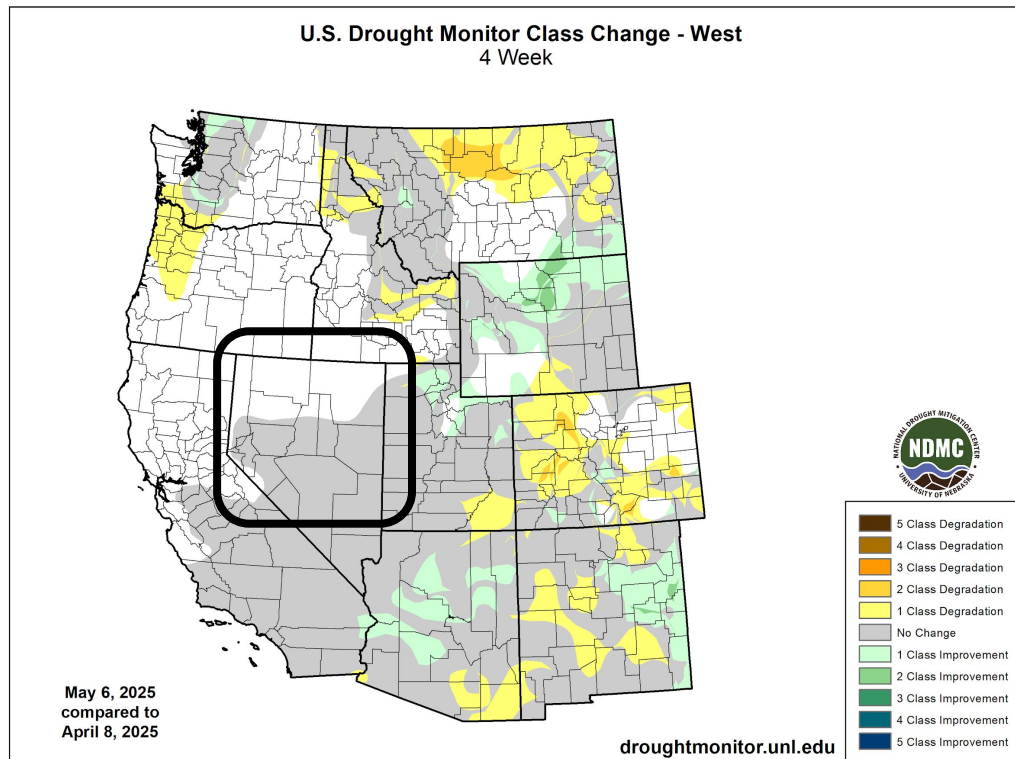 U.S. Drought Monitor Class Change - West
4 Week
NATIONAL DROUGHT MITIGATION CENTER
NDMC
UNIVERSITY OF NEBRASKA
5 Class Degradation
4 Class Degradation
3 Class Degradation
2 Class Degradation
1 Class Degradation
No Change
1 Class Improvement
2 Class Improvement
3 Class Improvement
4 Class Improvement
5 Class Improvement
May 6, 2025
compared to
April 8, 2025
droughtmonitor.unl.edu